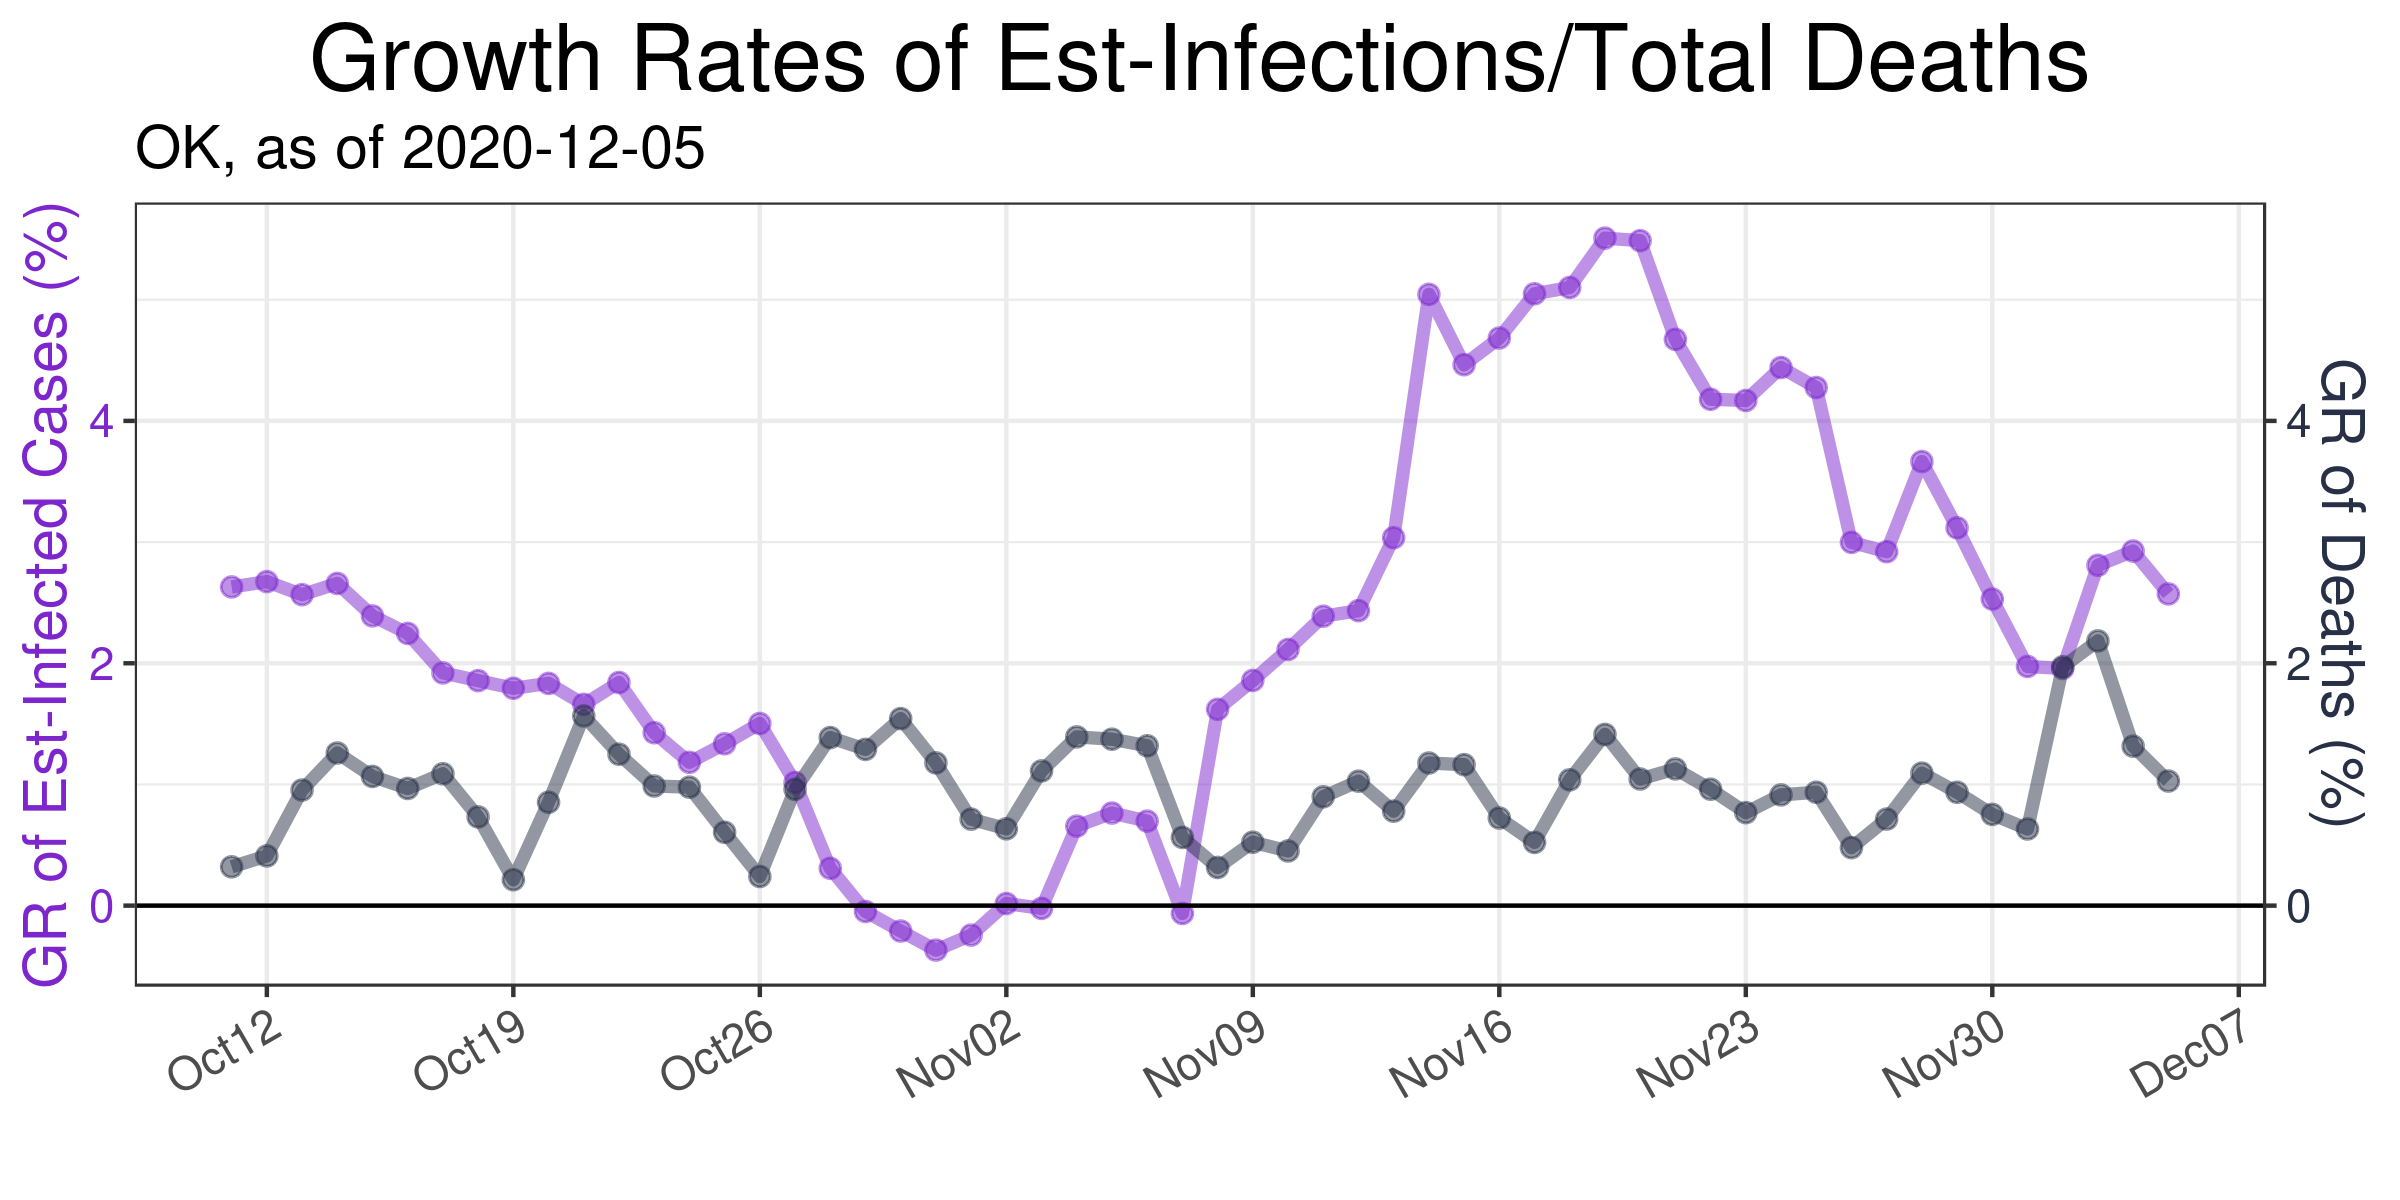 Growth Rates of Est-Infections/Total Deaths
OK, as of 2020-12-05
GR of Est-Infected Cases (%)
4
2
0
4
2
0
GR of Deaths (%)
Oct12
Oct19
Oct26
Nov02
Nov09
Nov16
Nov23
Nov30
Dec07